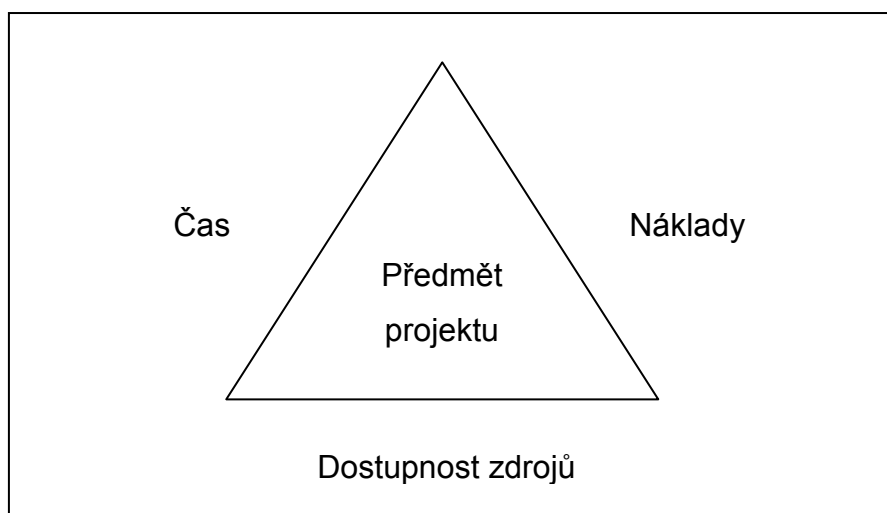 Čas
Náklady
Předmět
projektu
Dostupnost zdrojů